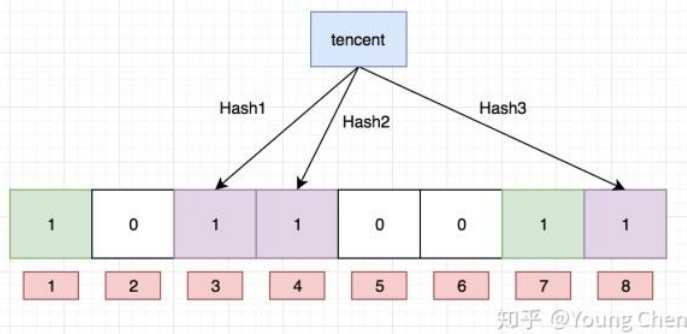 tencent
Hash1
Hash2
Hash3
1 0 1 1 0 0 1 1
1 2 3 4 5 6 7 8
知乎 @Young Chen